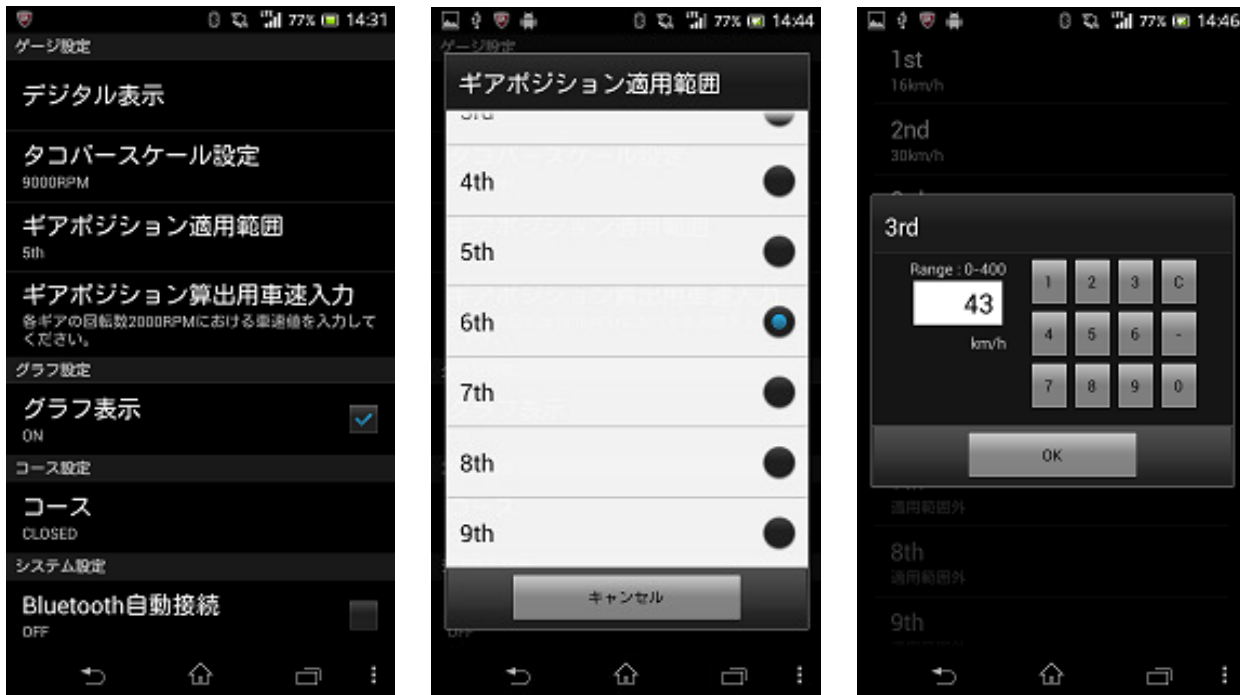 77% 14:31
ゲージ設定
デジタル表示
タコバースケール設定
9000RPM
ギアポジション適用範囲
5th
ギアポジション算出用車速入力
各ギアの回転数2000RPMにおける車速値を入力して
ください。
グラフ設定
グラフ表示
ON
コース設定
コース
CLOSED
システム設定
Bluetooth自動接続
OFF
77% 14:44
ゲージ設定
ギアポジション適用範囲
3rd
4th
5th
6th
7th
8th
9th
キャンセル
OFF
77% 14:46
1st
16km/h
2nd
30km/h
3rd
Range : 0-400
43
km/h
1 2 3 C
4 5 6 -
7 8 9 0
OK
適用範囲外
8th
適用範囲外
9th